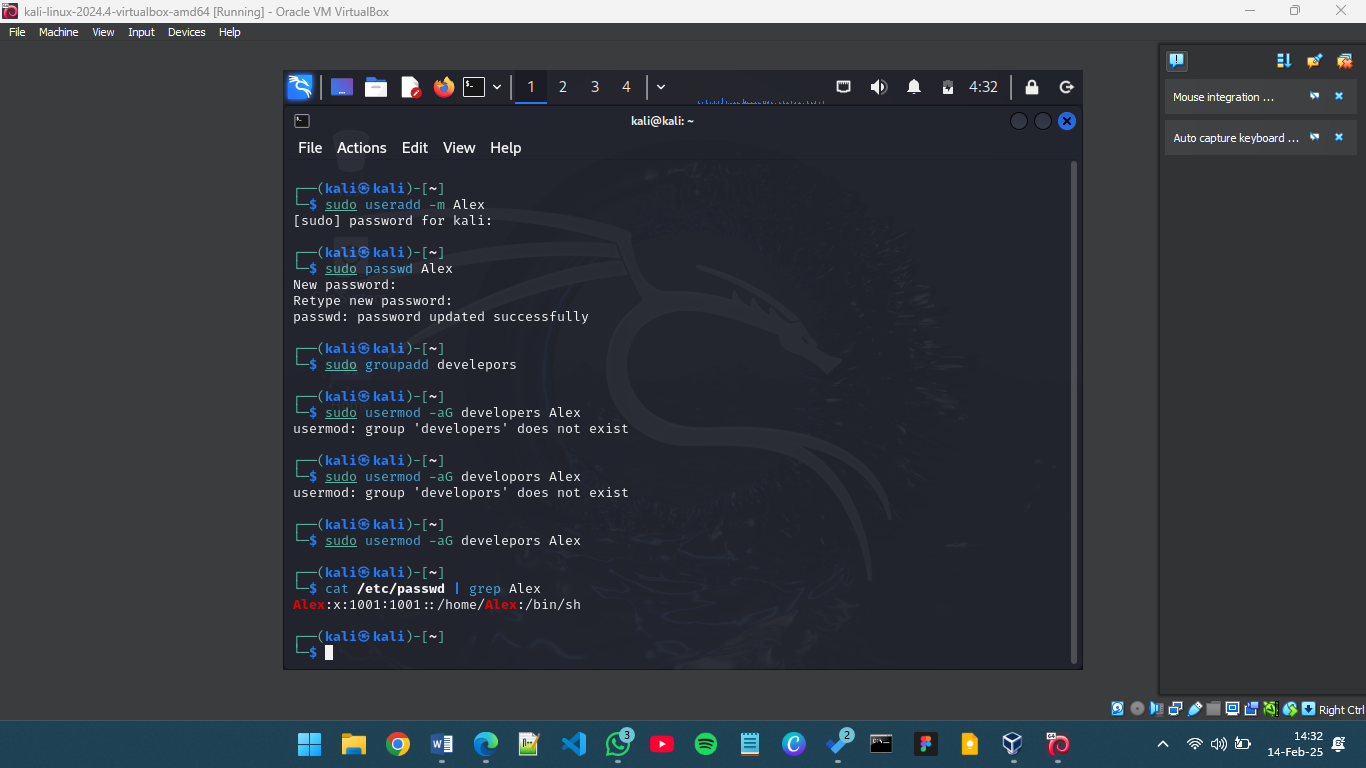 kali-linux-2024.4-virtualbox-amd64 [Running] - Oracle VM VirtualBox
File Machine View Input Devices Help
1 2 3 4 4:32
Mouse integration ...
Auto capture keyboard ...
kali@kali: ~
File Actions Edit View Help
┌──(kali㉿kali)-[~]
└─$ sudo useradd -m Alex
[sudo] password for kali:
┌──(kali㉿kali)-[~]
└─$ sudo passwd Alex
New password:
Retype new password:
passwd: password updated successfully
┌──(kali㉿kali)-[~]
└─$ sudo groupadd develepors
┌──(kali㉿kali)-[~]
└─$ sudo usermod -aG developers Alex
usermod: group 'developers' does not exist
┌──(kali㉿kali)-[~]
└─$ sudo usermod -aG developors Alex
usermod: group 'developors' does not exist
┌──(kali㉿kali)-[~]
└─$ sudo usermod -aG develepors Alex
┌──(kali㉿kali)-[~]
└─$ cat /etc/passwd | grep Alex
Alex:x:1001:1001::/home/Alex:/bin/sh
┌──(kali㉿kali)-[~]
└─$
Right Ctrl
3
2
14:32
14-Feb-25